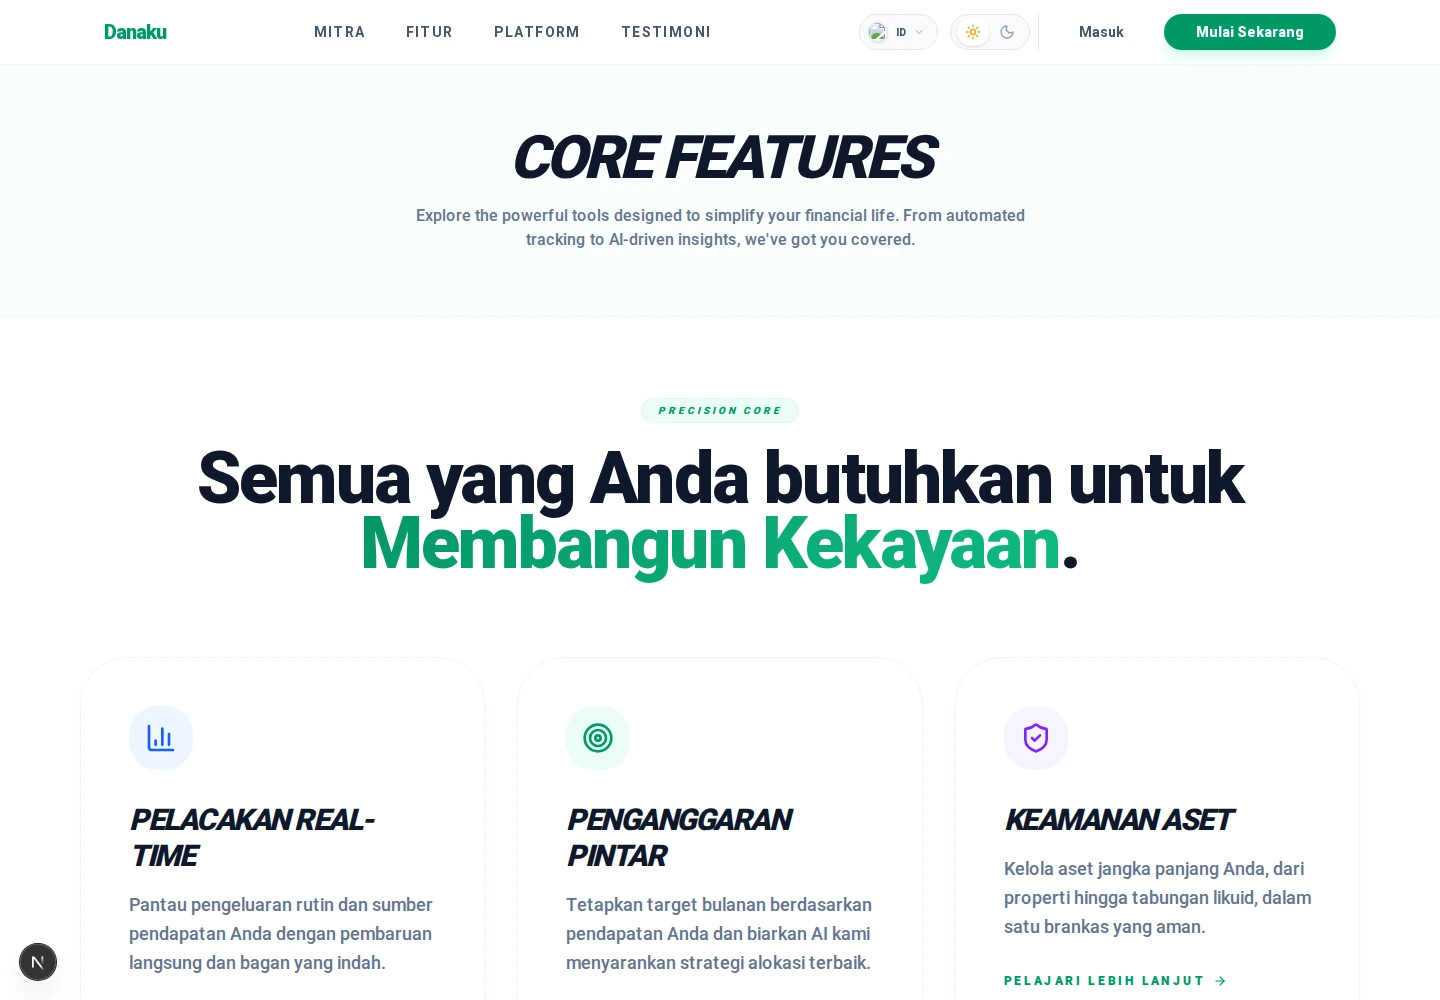 Danaku
MITRA
FITUR
PLATFORM
TESTIMONI
ID
Masuk
Mulai Sekarang
CORE FEATURES
Explore the powerful tools designed to simplify your financial life. From automated
tracking to AI-driven insights, we've got you covered.
PRECISION CORE
Semua yang Anda butuhkan untuk
Membangun Kekayaan.
PELACAKAN REAL-
TIME
Pantau pengeluaran rutin dan sumber
pendapatan Anda dengan pembaruan
langsung dan bagan yang indah.
PENGANGGARAN
PINTAR
Tetapkan target bulanan berdasarkan
pendapatan Anda dan biarkan AI kami
menyarankan strategi alokasi terbaik.
KEAMANAN ASET
Kelola aset jangka panjang Anda, dari
properti hingga tabungan likuid, dalam
satu brankas yang aman.
PELAJARI LEBIH LANJUT
N